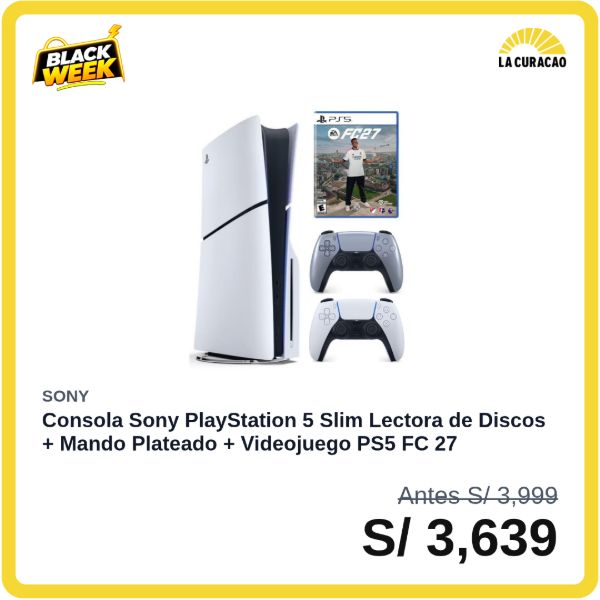 BLACK
WEEK
LA CURACAO
PS5
EA FC27
SONY
Consola Sony PlayStation 5 Slim Lectora de Discos
+ Mando Plateado + Videojuego PS5 FC 27
Antes S/ 3,999
S/ 3,639